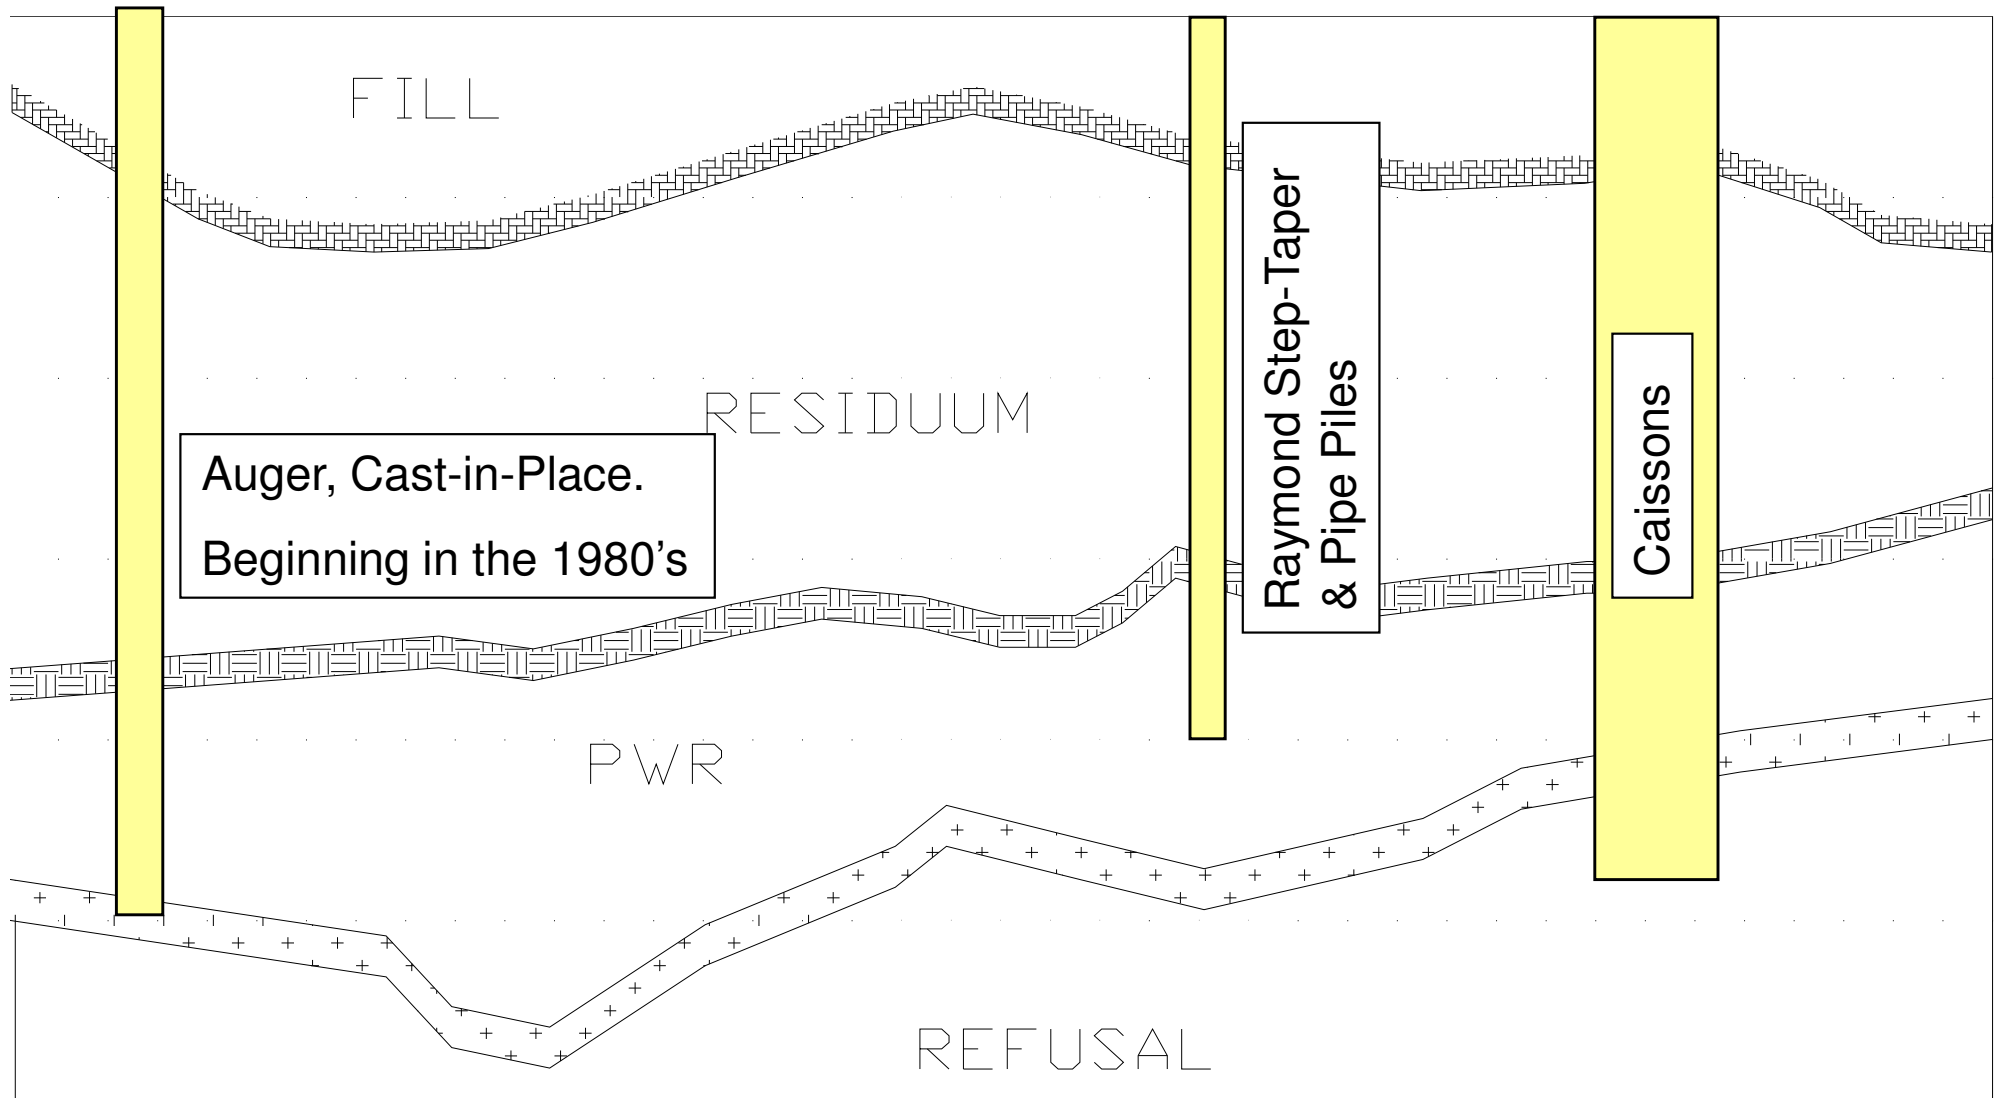 FILL
RESIDUUM
Auger, Cast-in-Place.
Beginning in the 1980's
Raymond Step-Taper
& Pipe Piles
Caissons
PWR
REFUSAL